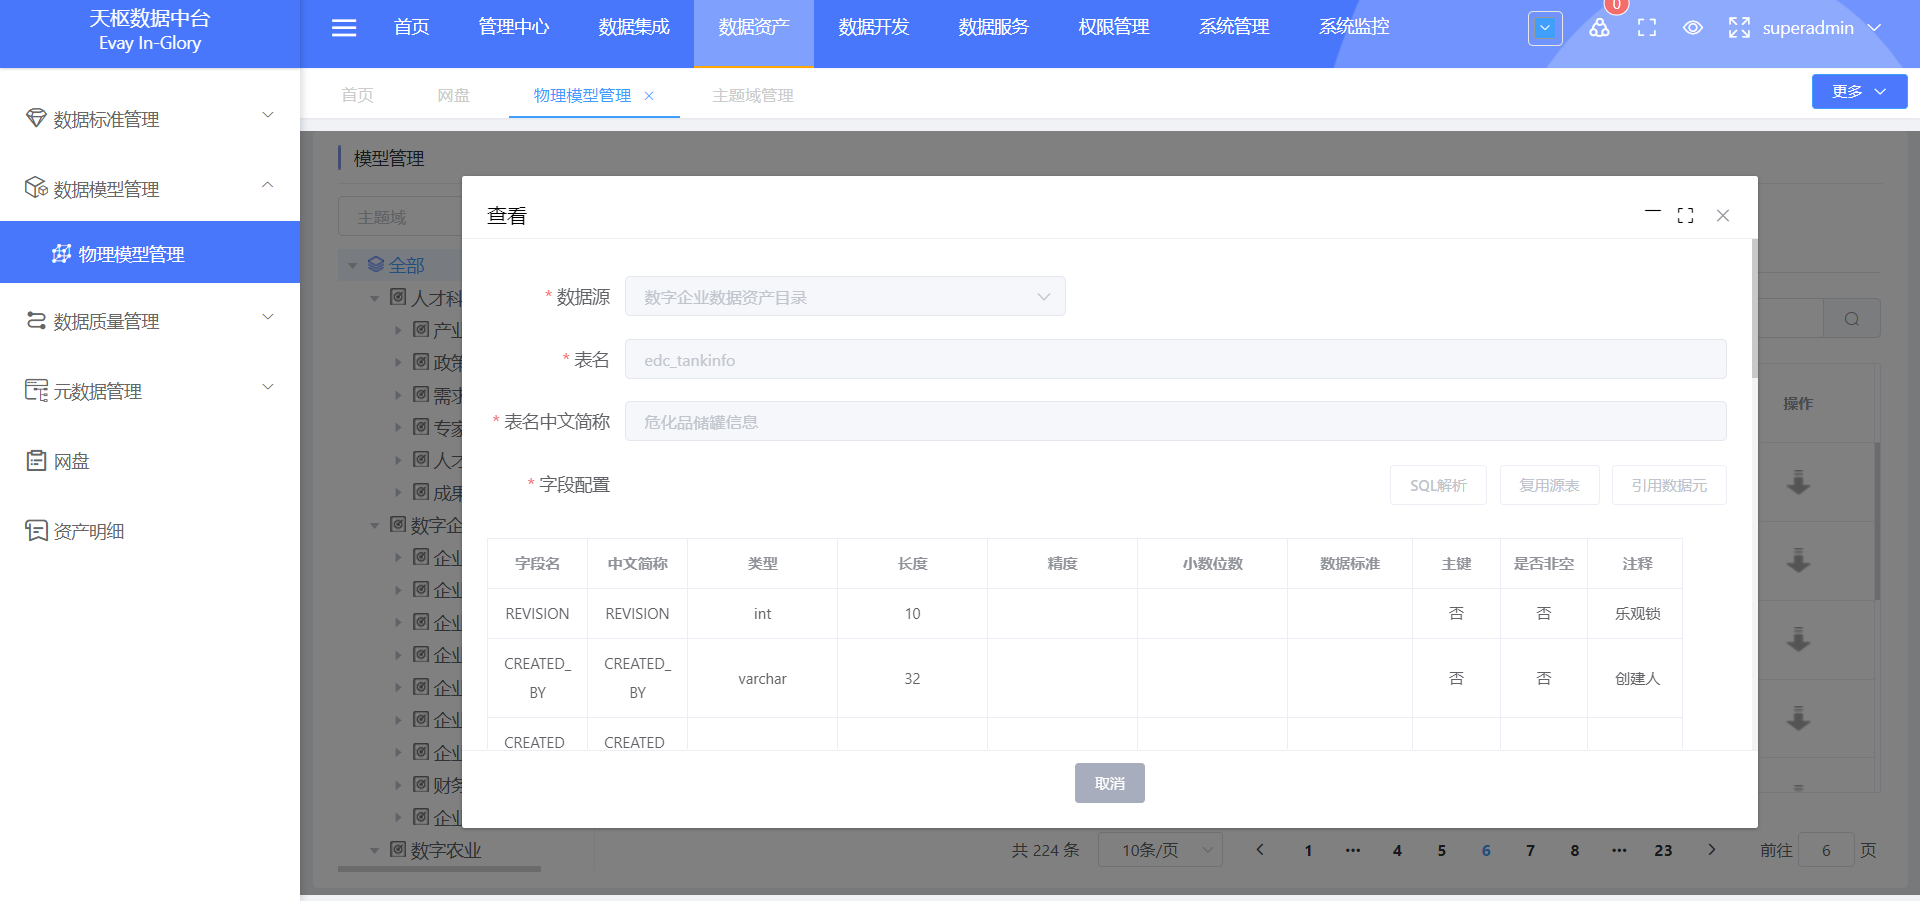 天枢数据中台
Evay In-Glory
首页
管理中心
数据集成
数据资产
数据开发
数据服务
权限管理
系统管理
系统监控
0
superadmin
首页
网盘
物理模型管理
主题域管理
更多
数据标准管理
数据模型管理
物理模型管理
数据质量管理
元数据管理
网盘
资产明细
模型管理
主题域
全部
人才科
产业
政策
需求
专家
人才
成果
数字企
企业
企业
企业
企业
企业
企业
企业
财务
企业
数字农业
操作
查看
* 数据源
数字企业数据资产目录
* 表名
edc_tankinfo
* 表名中文简称
危化品储罐信息
* 字段配置
SQL解析
复用源表
引用数据元
字段名 中文简称 类型 长度 精度 小数位数 数据标准 主键 是否非空 注释
REVISION REVISION int 10 否 否 乐观锁
CREATED_BY CREATED_BY varchar 32 否 否 创建人
CREATED CREATED
取消
共 224 条
10条/页
1 ••• 4 5 6 7 8 ••• 23
前往 6 页